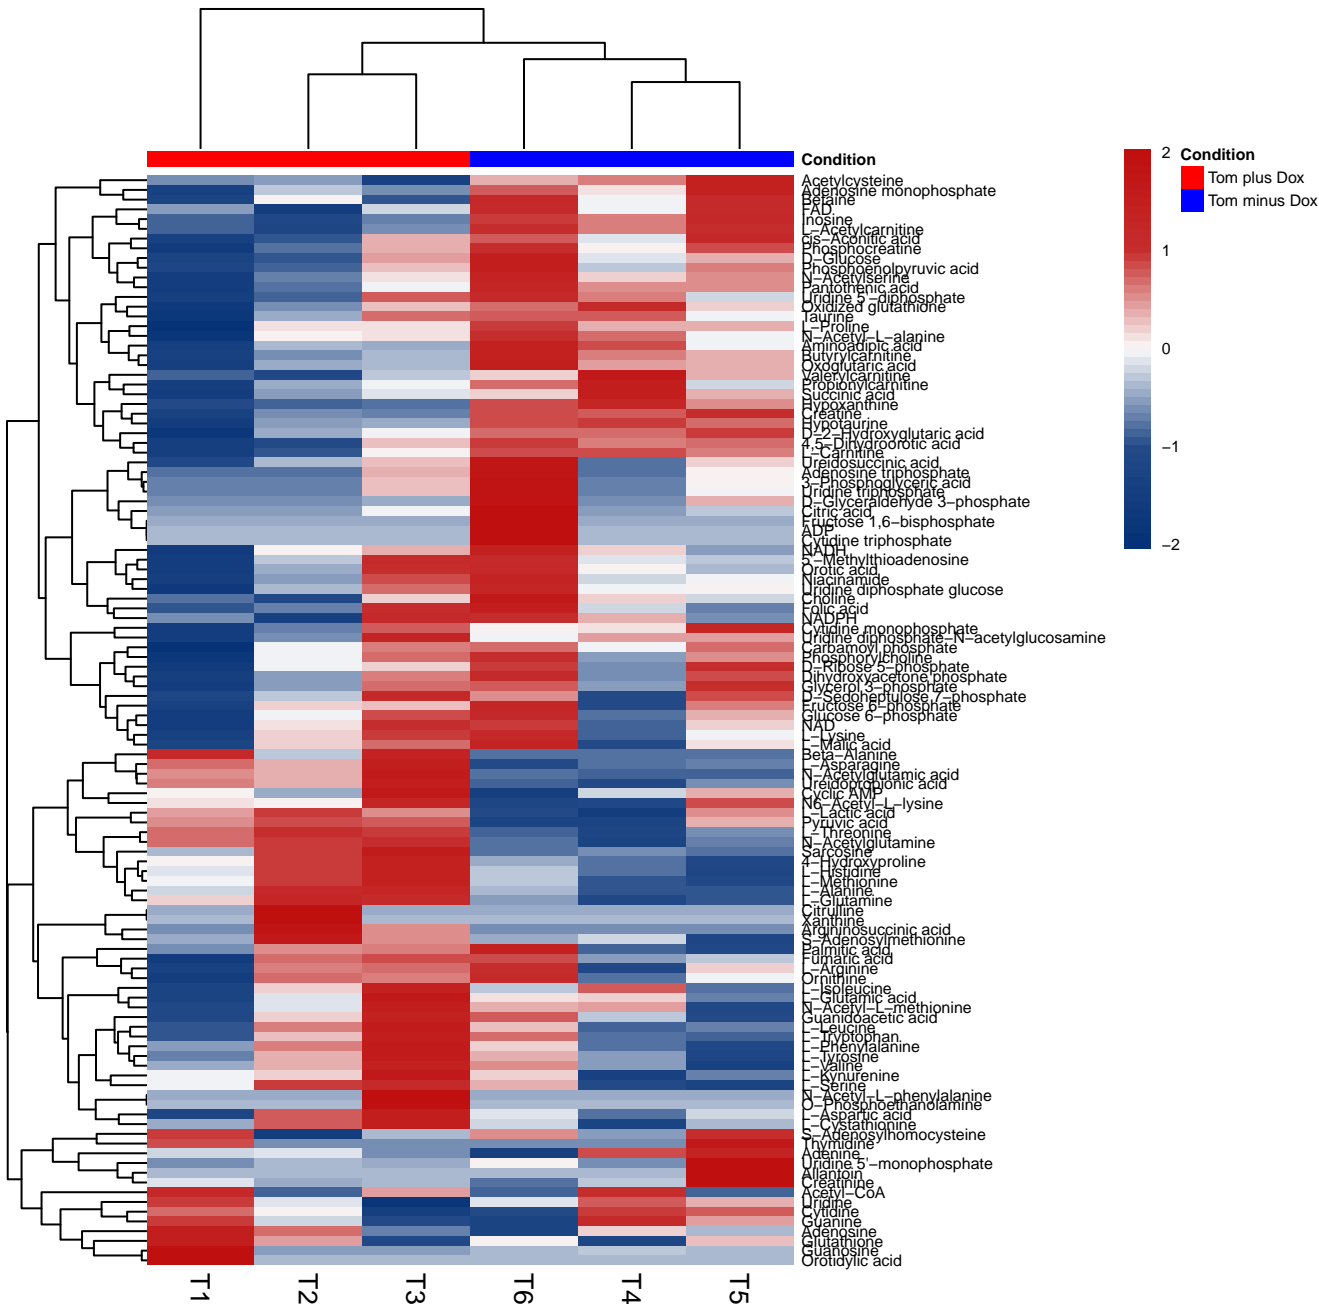 Condition
Acetylcysteine
Adenosine monophosphate
Betaine
FAD
Inosine
L−Acetylcarnitine
cis−Aconitic acid
Phosphocreatine
D−Glucose
Phosphoenolpyruvic acid
N−Acetylserine
Pantothenic acid
Uridine 5'−diphosphate
Oxidized glutathione
Taurine
L−Proline
N−Acetyl−L−alanine
Aminoadipic acid
Butyrylcarnitine
Oxoglutaric acid
Valerylcarnitine
Propionylcarnitine
Succinic acid
Hypoxanthine
Creatine
Hypotaurine
D−2−Hydroxyglutaric acid
4,5−Dihydroorotic acid
L−Carnitine
Ureidosuccinic acid
Adenosine triphosphate
3−Phosphoglyceric acid
Uridine triphosphate
D−Glyceraldehyde 3−phosphate
Citric acid
Fructose 1,6−bisphosphate
ADP
Cytidine triphosphate
NADH
5'−Methylthioadenosine
Orotic acid
Niacinamide
Uridine diphosphate glucose
Choline
Folic acid
NADPH
Cytidine monophosphate
Uridine diphosphate−N−acetylglucosamine
Carbamoyl phosphate
Phosphorylcholine
D−Ribose 5−phosphate
Dihydroxyacetone phosphate
Glycerol 3−phosphate
D−Sedoheptulose 7−phosphate
Fructose 6−phosphate
Glucose 6−phosphate
NAD
L−Lysine
L−Malic acid
Beta−Alanine
L−Asparagine
N−Acetylglutamic acid
Ureidopropionic acid
Cyclic AMP
N6−Acetyl−L−lysine
L−Lactic acid
Pyruvic acid
L−Threonine
N−Acetylglutamine
Sarcosine
4−Hydroxyproline
L−Histidine
L−Methionine
L−Alanine
L−Glutamine
Citrulline
Xanthine
Argininosuccinic acid
S−Adenosylmethionine
Palmitic acid
Fumaric acid
L−Arginine
Ornithine
L−Isoleucine
L−Glutamic acid
N−Acetyl−L−methionine
Guanidoacetic acid
L−Leucine
L−Tryptophan
L−Phenylalanine
L−Tyrosine
L−Valine
L−Kynurenine
L−Serine
N−Acetyl−L−phenylalanine
O−Phosphoethanolamine
L−Aspartic acid
L−Cystathionine
S−Adenosylhomocysteine
Thymidine
Adenine
Uridine 5'−monophosphate
Allantoin
Creatinine
Acetyl−CoA
Uridine
Cytidine
Guanine
Adenosine
Glutathione
Guanosine
Orotidylic acid
T1
T2
T3
T6
T4
T5
2
1
0
−1
−2
Condition
Tom plus Dox
Tom minus Dox